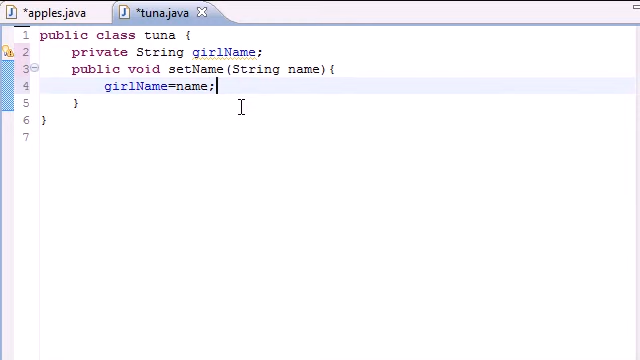 *apples.java
*tuna.java
1 public class tuna {
2 private String girlName;
3 public void setName(String name){
4 girlName=name;
5 }
6 }
7